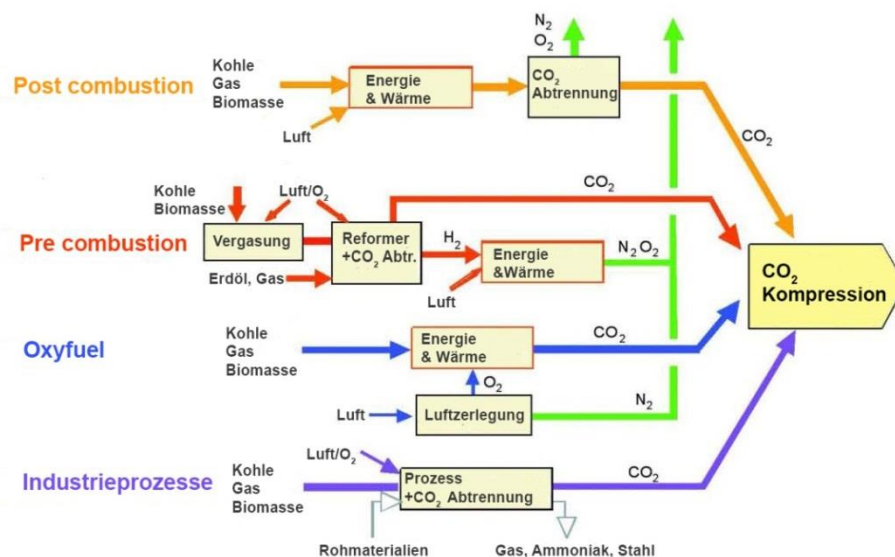 N2
O2
Post combustion
Kohle
Gas
Biomasse
Energie
& Wärme
CO2
Abtrennung
Luft
CO2
Kohle
Biomasse
Luft/O2
CO2
Pre combustion
Vergasung
Reformer
+CO2 Abtr.
H2
Energie
&Wärme
N2O2
Erdöl, Gas
Luft
CO2
Kompression
Oxyfuel
Kohle
Gas
Biomasse
Energie
& Wärme
CO2
O2
Luft
Luftzerlegung
N2
Industrieprozesse
Luft/O2
Kohle
Gas
Biomasse
Prozess
+CO2 Abtrennung
CO2
Rohmaterialien
Gas, Ammoniak, Stahl